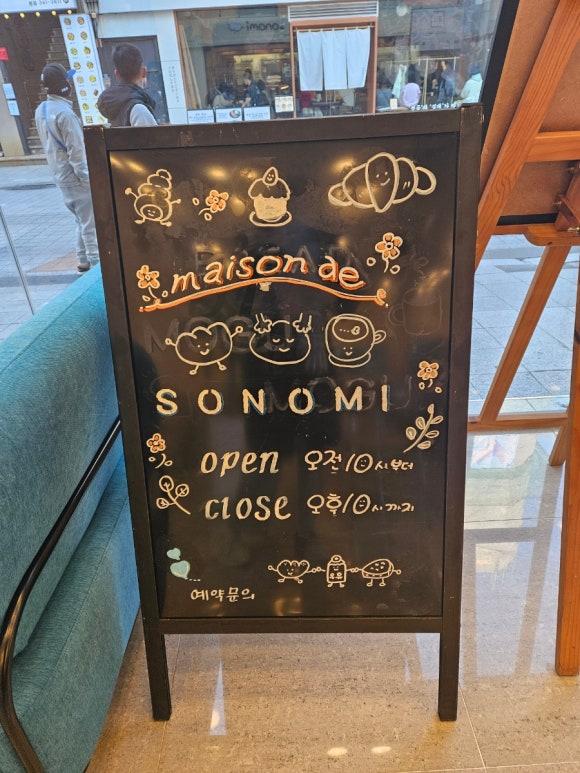 imono
maison de
SONOMI
open 오전10시부터
close 오후10시까지
예약문의